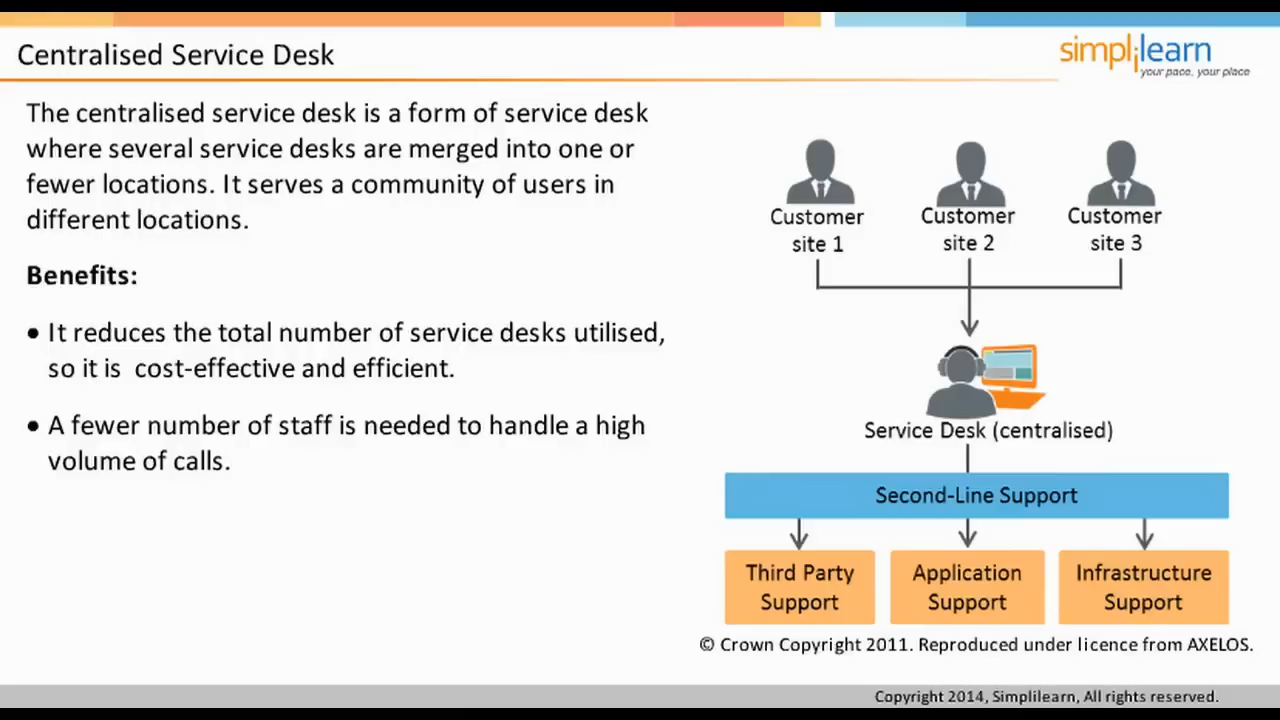 Centralised Service Desk
simplilearn
your pace, your place
The centralised service desk is a form of service desk
where several service desks are merged into one or
fewer locations. It serves a community of users in
different locations.
Benefits:
• It reduces the total number of service desks utilised,
so it is cost-effective and efficient.
• A fewer number of staff is needed to handle a high
volume of calls.
Customer
site 1
Customer
site 2
Customer
site 3
Service Desk (centralised)
Second-Line Support
Third Party
Support
Application
Support
Infrastructure
Support
© Crown Copyright 2011. Reproduced under licence from AXELOS.
Copyright 2014, Simplilearn, All rights reserved.